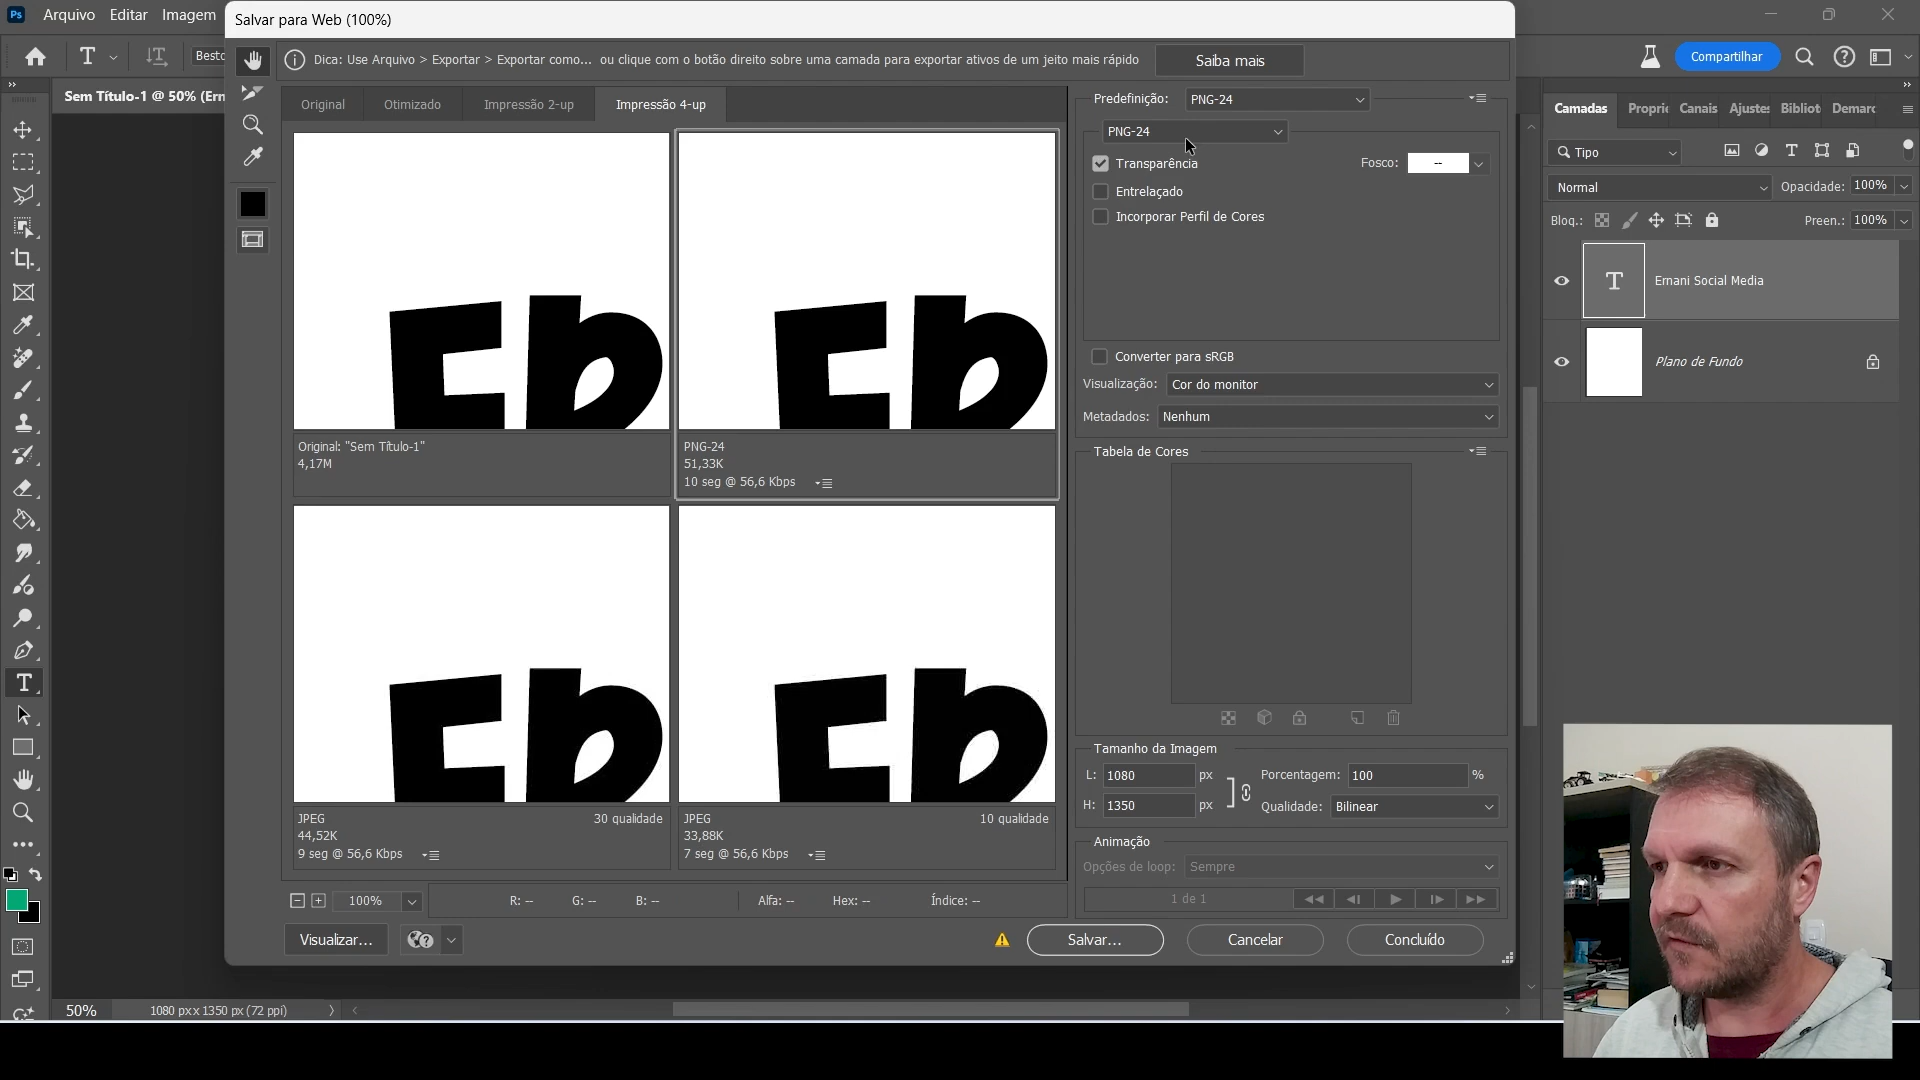 Ps Arquivo Editar Imagem
Salvar para Web (100%)
Besto
Dica: Use Arquivo > Exportar > Exportar como... ou clique com o botão direito sobre uma camada para exportar ativos de um jeito mais rápido
Saiba mais
Compartilhar
Sem Título-1 @ 50% (Ern
Original
Otimizado
Impressão 2-up
Impressão 4-up
Original: "Sem Título-1"
4,17M
PNG-24
51,33K
10 seg @ 56,6 Kbps
JPEG
30 qualidade
44,52K
9 seg @ 56,6 Kbps
JPEG
10 qualidade
33,88K
7 seg @ 56,6 Kbps
100%
R: --
G: --
B: --
Alfa: --
Hex: --
Índice: --
Visualizar...
Salvar...
Cancelar
Concluído
Predefinição: PNG-24
PNG-24
Transparência
Fosco: --
Entrelaçado
Incorporar Perfil de Cores
Converter para sRGB
Visualização: Cor do monitor
Metadados: Nenhum
Tabela de Cores
Tamanho da Imagem
L: 1080 px
Porcentagem: 100 %
H: 1350 px
Qualidade: Bilinear
Animação
Opções de loop: Sempre
1 de 1
Camadas
Proprie
Canais
Ajustes
Bibliot
Demarc
Tipo
Normal
Opacidade: 100%
Bloq.:
Preen.: 100%
T Ernani Social Media
Plano de Fundo
50%
1080 px x 1350 px (72 ppi)